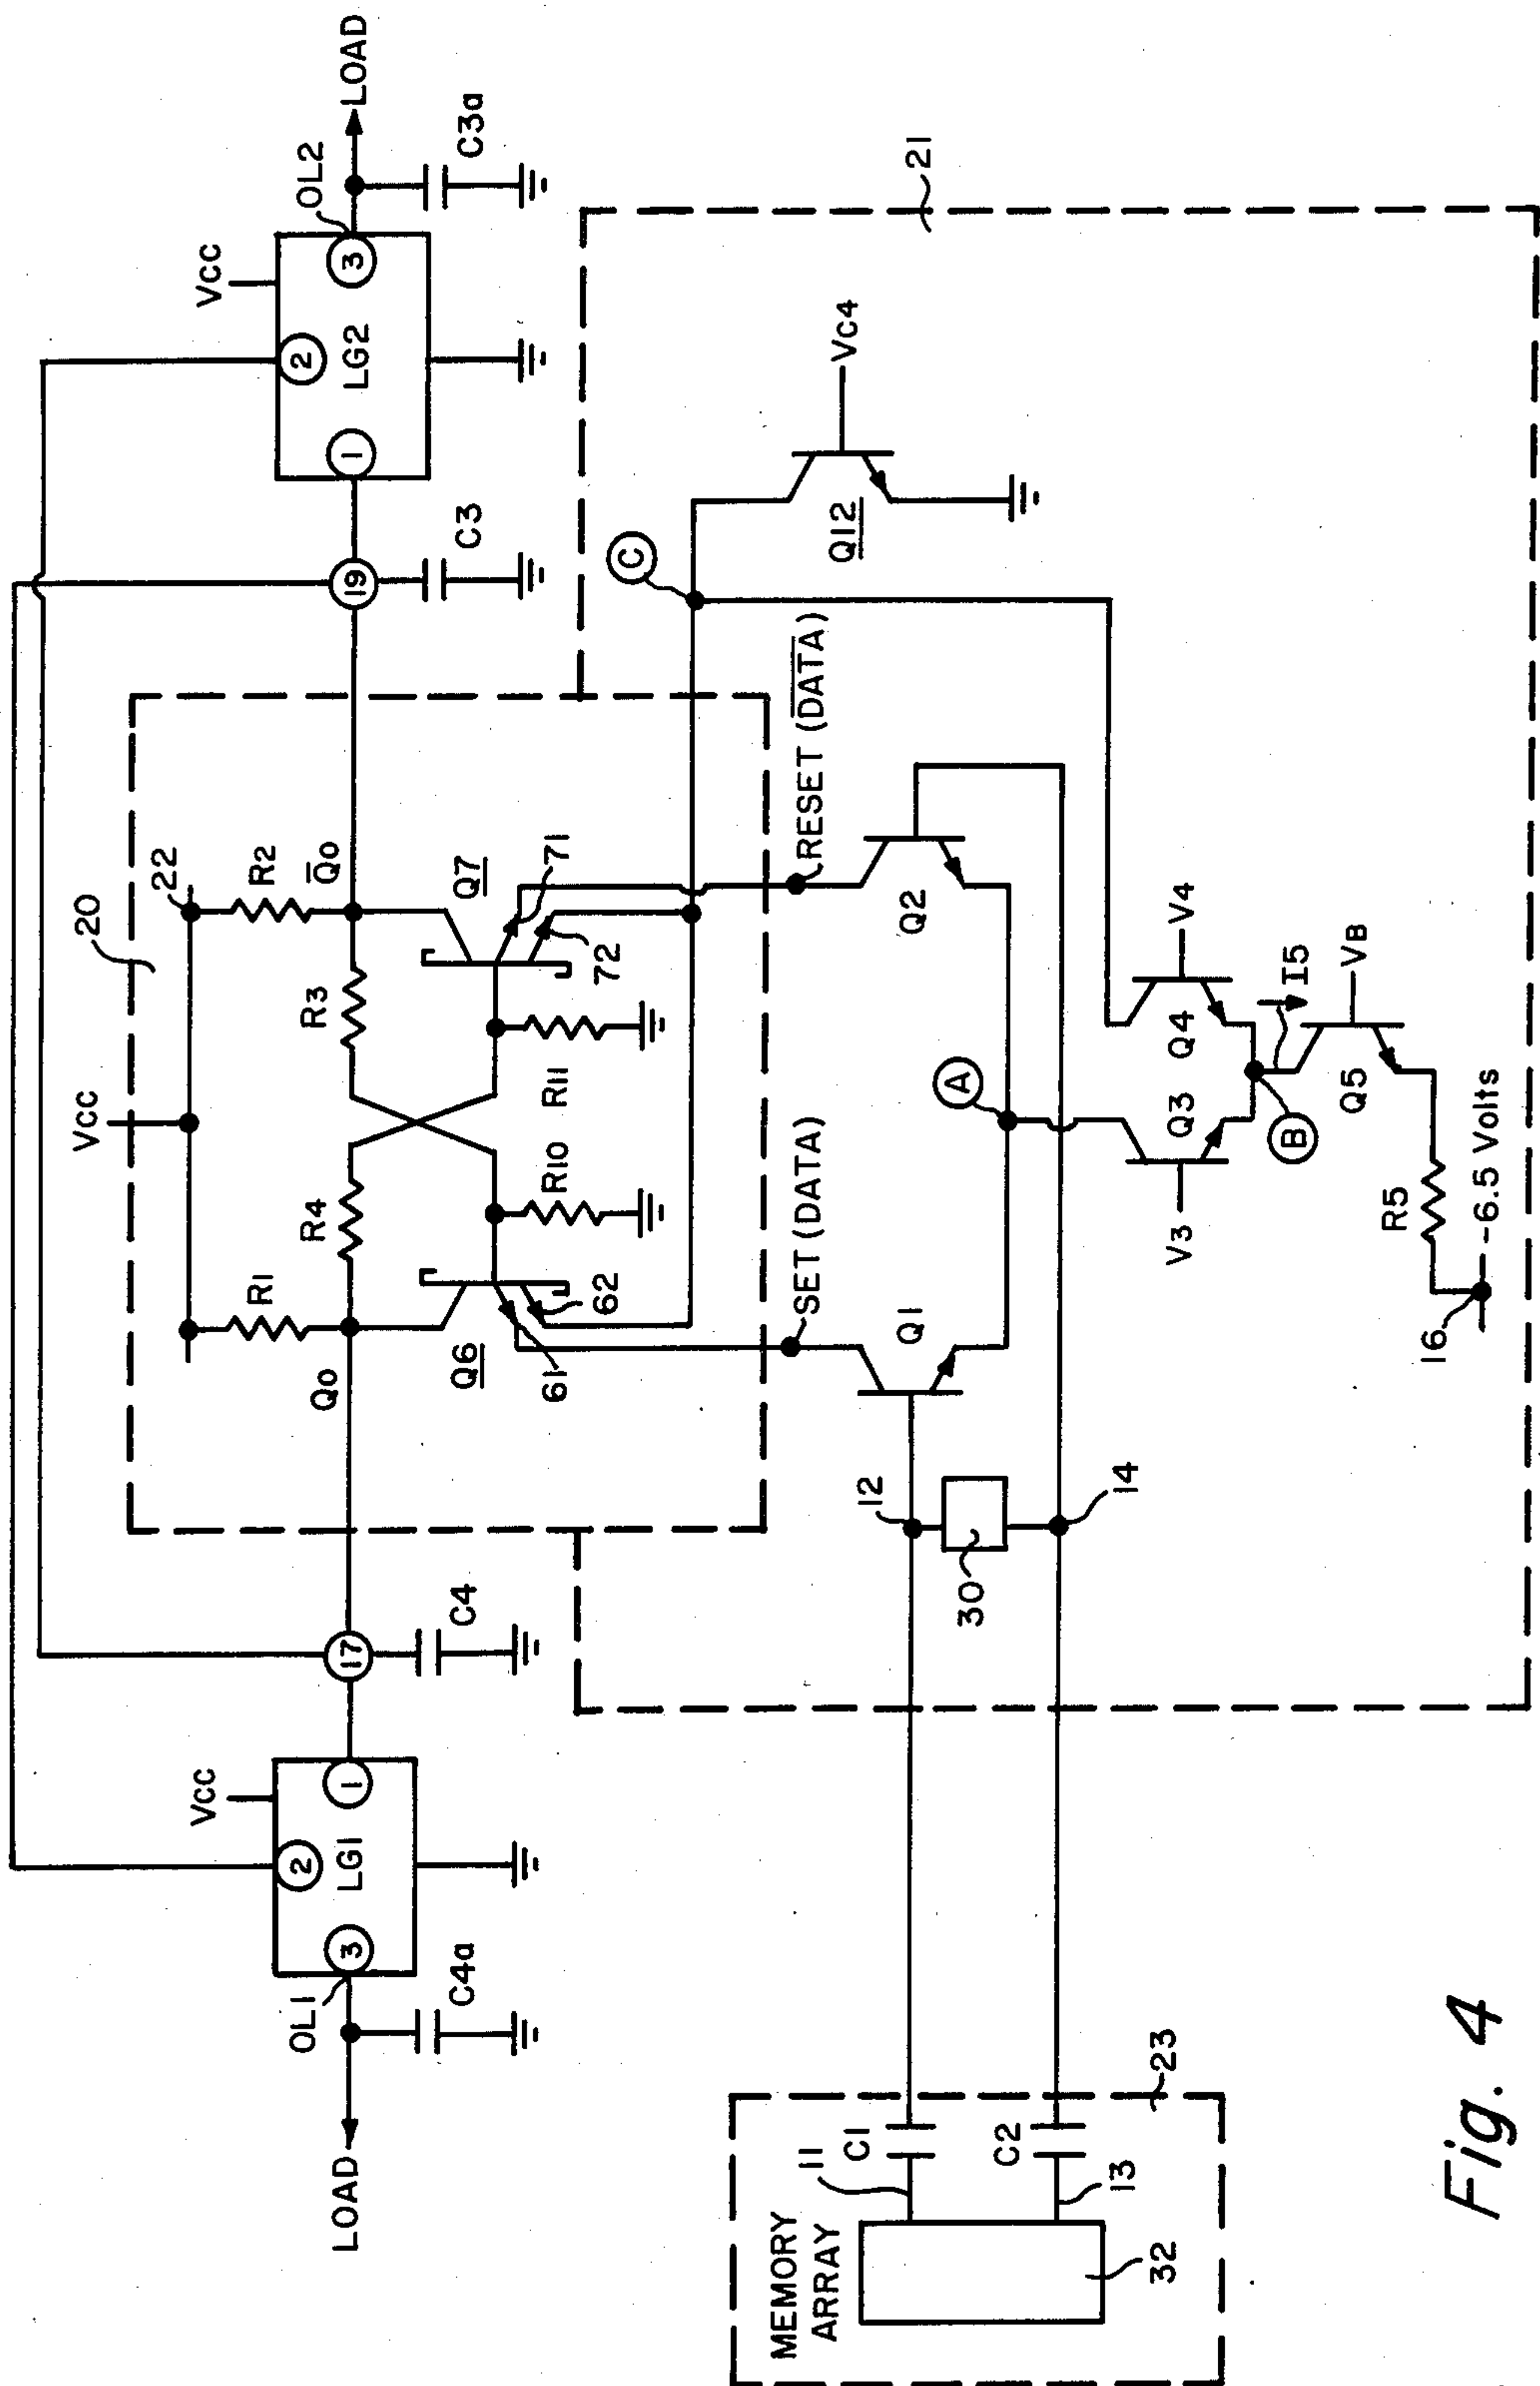 LOAD
OL1
C4a
3
2
LG1
1
VCC
17
C4
Q0
R1
R4
VCC
20
22
R3
R2
Q̅0
19
C3
1
2
LG2
3
VCC
OL2
C3a
LOAD
Q6
61
62
R10
R11
Q7
71
72
C
Q12
VC4
21
SET (DATA)
RESET (D̅A̅T̅A̅)
MEMORY
ARRAY
11
C1
C2
13
32
23
12
30
14
Q1
A
Q2
V3
Q3
Q4
V4
B
I5
Q5
VB
R5
16
-6.5 Volts
Fig. 4